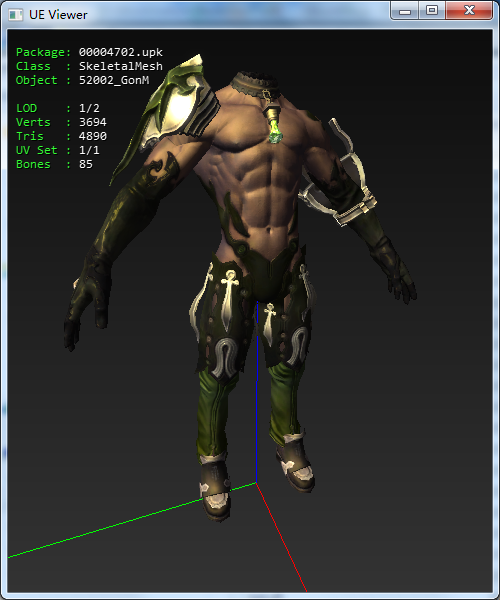 UE Viewer
Package: 00004702.upk
Class  : SkeletalMesh
Object : 52002_GonM
LOD    : 1/2
Verts  : 3694
Tris   : 4890
UV Set : 1/1
Bones  : 85